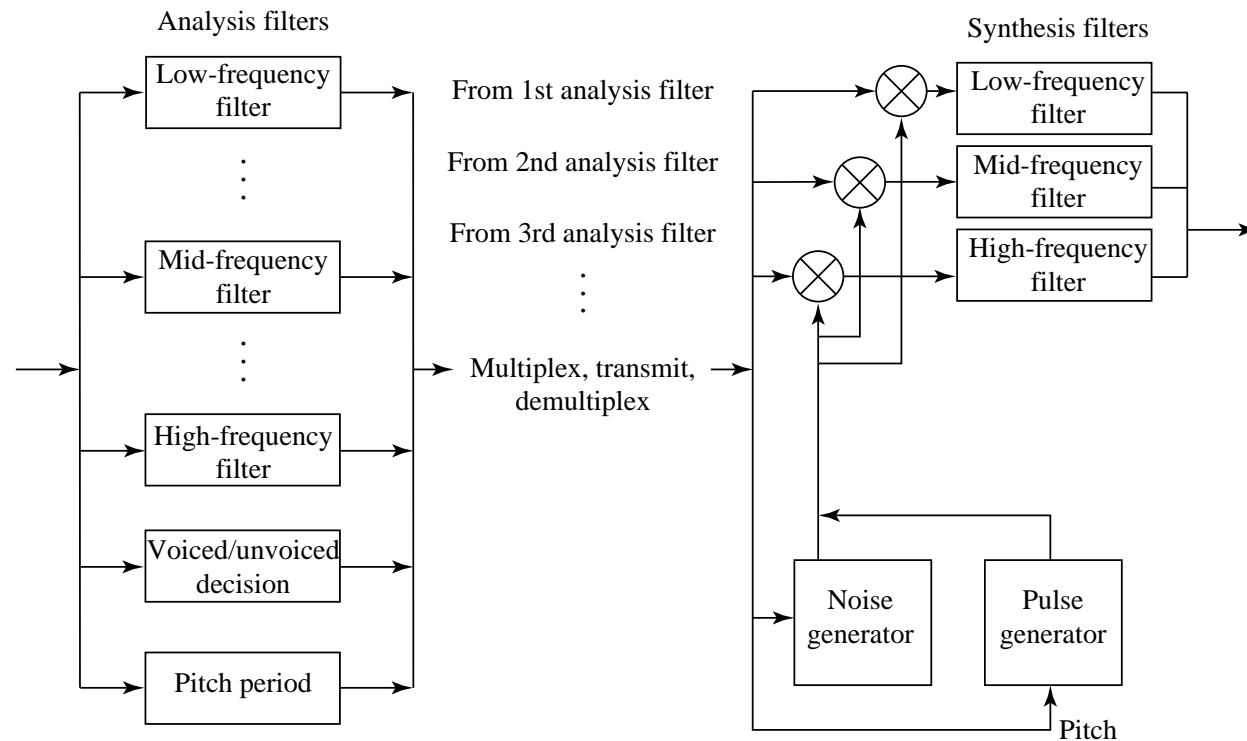 Analysis filters
Low-frequency
filter
Mid-frequency
filter
High-frequency
filter
Voiced/unvoiced
decision
Pitch period
From 1st analysis filter
From 2nd analysis filter
From 3rd analysis filter
Multiplex, transmit,
demultiplex
Synthesis filters
Low-frequency
filter
Mid-frequency
filter
High-frequency
filter
Noise
generator
Pulse
generator
Pitch